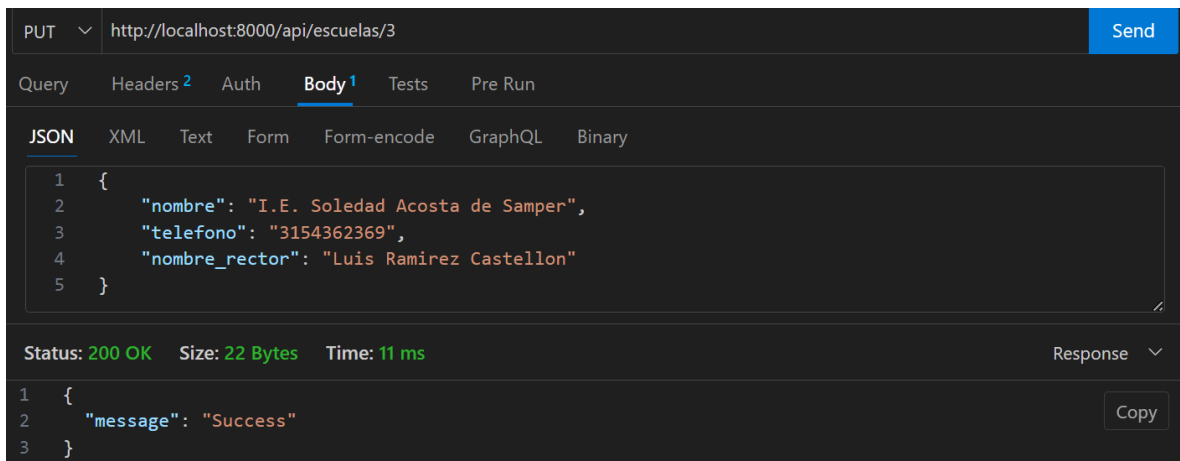 PUT http://localhost:8000/api/escuelas/3 Send
Query Headers 2 Auth Body 1 Tests Pre Run
JSON XML Text Form Form-encode GraphQL Binary
1 {
2 "nombre": "I.E. Soledad Acosta de Samper",
3 "telefono": "3154362369",
4 "nombre_rector": "Luis Ramirez Castellon"
5 }
Status: 200 OK Size: 22 Bytes Time: 11 ms Response
1 {
2 "message": "Success"
3 }
Copy